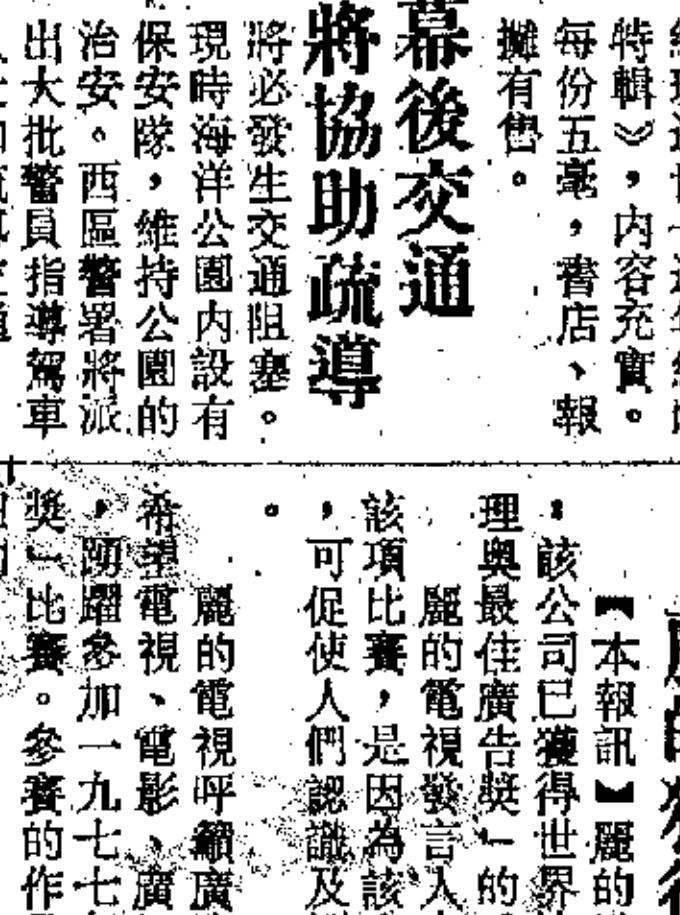 特輯》，內容充實。
每份五毫，書店、報
攤有售。
幕後交通
將協助疏導
將必發生交通阻塞。
現時海洋公園內設有
保安隊，維持公園的
治安。西區警署將派
出大批警員指導駕車
【本報訊】麗的
，該公司已獲得世界
理奧最佳廣告獎」的
麗的電視發言人
該項比賽，是因為該
，可促使人們認識及
。
麗的電視呼籲廣
希望電視、電影、廣
，踴躍參加一九七七
獎」比賽。參賽的作